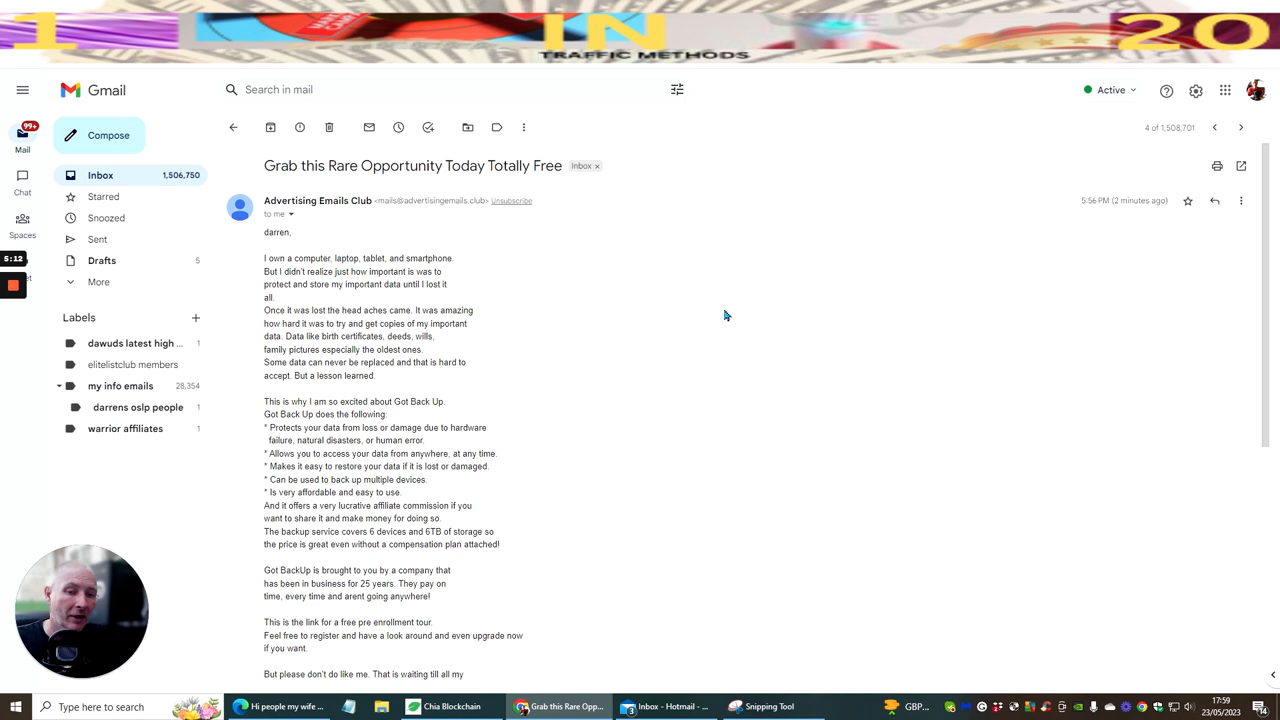 1 IN 20
TRAFFIC METHODS
Gmail
Search in mail
Active
99+
Mail
Compose
4 of 1,508,701
Inbox 1,506,750
Grab this Rare Opportunity Today Totally Free Inbox ×
Chat
Starred
Advertising Emails Club <mails@advertisingemails.club> Unsubscribe
5:56 PM (2 minutes ago)
to me
Snoozed
Spaces
darren,
Sent
5:12
Drafts 5
I own a computer, laptop, tablet, and smartphone.
But I didn't realize just how important is was to
More
protect and store my important data until I lost it
all.
Once it was lost the head aches came. It was amazing
Labels
how hard it was to try and get copies of my important
data. Data like birth certificates, deeds, wills,
dawuds latest high ... 1
family pictures especially the oldest ones.
elitelistclub members
Some data can never be replaced and that is hard to
accept. But a lesson learned.
my info emails 28,354
This is why I am so excited about Got Back Up.
darrens oslp people 1
Got Back Up does the following:
warrior affiliates 1
* Protects your data from loss or damage due to hardware
failure, natural disasters, or human error.
* Allows you to access your data from anywhere, at any time.
* Makes it easy to restore your data if it is lost or damaged.
* Can be used to back up multiple devices.
* Is very affordable and easy to use.
And it offers a very lucrative affiliate commission if you
want to share it and make money for doing so.
The backup service covers 6 devices and 6TB of storage so
the price is great even without a compensation plan attached!
Got BackUp is brought to you by a company that
has been in business for 25 years. They pay on
time, every time and arent going anywhere!
This is the link for a free pre enrollment tour.
Feel free to register and have a look around and even upgrade now
if you want.
But please don't do like me. That is waiting till all my
Type here to search
Hi people my wife ...
Chia Blockchain
Grab this Rare Opp...
Inbox - Hotmail - ...
Snipping Tool
GBP...
17:59
23/05/2023